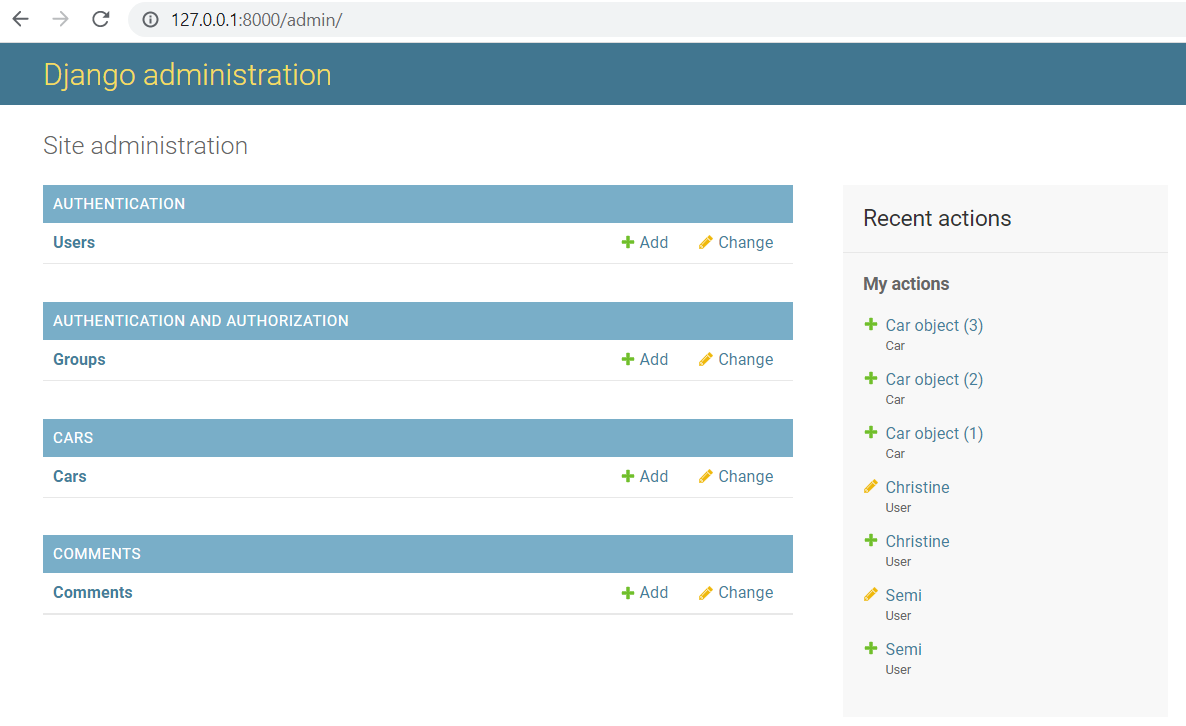 127.0.0.1:8000/admin/
Django administration
Site administration
AUTHENTICATION
Users Add Change
AUTHENTICATION AND AUTHORIZATION
Groups Add Change
CARS
Cars Add Change
COMMENTS
Comments Add Change
Recent actions
My actions
Car object (3)
Car
Car object (2)
Car
Car object (1)
Car
Christine
User
Christine
User
Semi
User
Semi
User